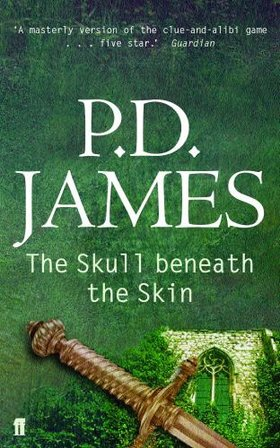 'A masterly version of the clue-and-alibi game
. . . five star.' Guardian
P.D.
JAMES
The Skull beneath
the Skin
ff